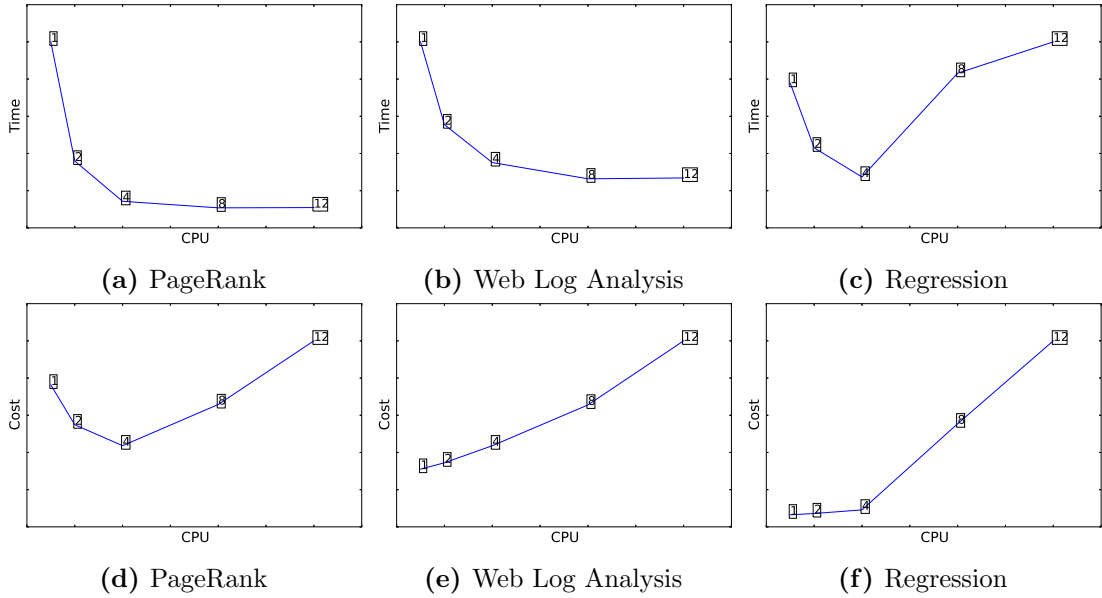 Time
1
2
4
8
12
CPU
(a) PageRank
Time
1
2
4
8
12
CPU
(b) Web Log Analysis
Time
1
2
4
8
12
CPU
(c) Regression
Cost
1
2
4
8
12
CPU
(d) PageRank
Cost
1
2
4
8
12
CPU
(e) Web Log Analysis
Cost
1
2
4
8
12
CPU
(f) Regression